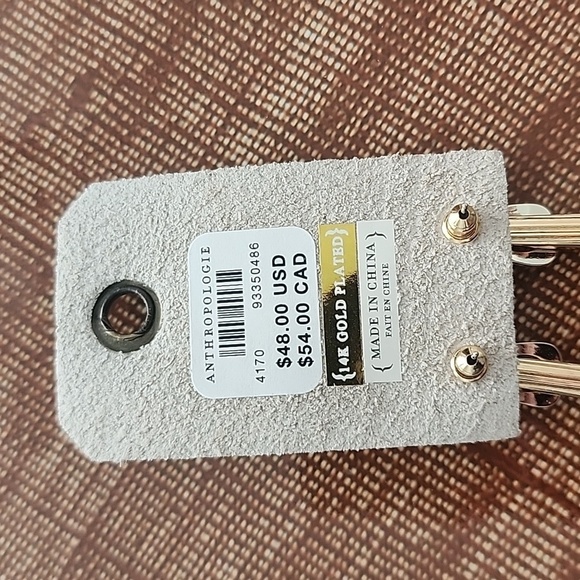 ANTHROPOLOGIE
4170 93350486
$48.00 USD
$54.00 CAD
{14K GOLD PLATED}
{ MADE IN CHINA }
FAIT EN CHINE